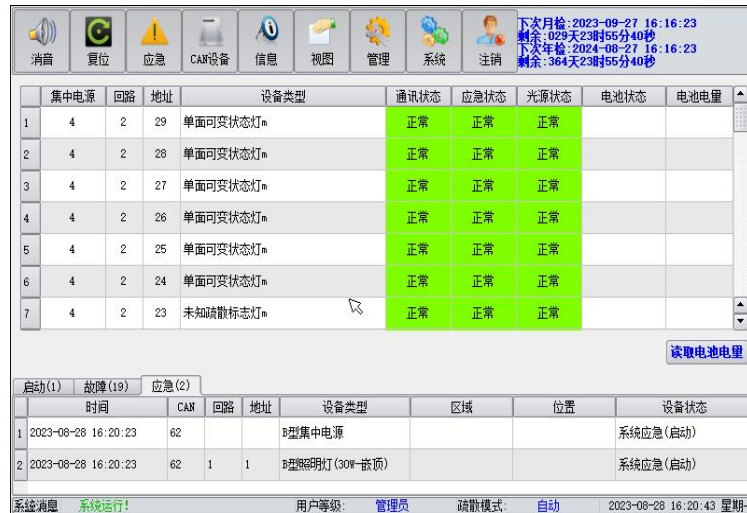 下次月检:2023-09-27 16:16:23
剩余:029天23时55分40秒
下次年检:2024-08-27 16:16:23
剩余:364天23时55分40秒
消音 复位 应急 CAN设备 信息 视图 管理 系统 注销
集中电源 回路 地址 设备类型 通讯状态 应急状态 光源状态 电池状态 电池电量
1 4 2 29 单面可变状态灯m 正常 正常 正常
2 4 2 28 单面可变状态灯m 正常 正常 正常
3 4 2 27 单面可变状态灯m 正常 正常 正常
4 4 2 26 单面可变状态灯m 正常 正常 正常
5 4 2 25 单面可变状态灯m 正常 正常 正常
6 4 2 24 单面可变状态灯m 正常 正常 正常
7 4 2 23 未知疏散标志灯m 正常 正常 正常
读取电池电量
启动(1) 故障(19) 应急(2)
时间 CAN 回路 地址 设备类型 区域 位置 设备状态
1 2023-08-28 16:20:23 62 B型集中电源 系统应急(启动)
2 2023-08-28 16:20:23 62 1 1 B型照明灯(30W-嵌顶) 系统应急(启动)
系统消息 系统运行! 用户等级: 管理员 疏散模式: 自动 2023-08-28 16:20:43 星期